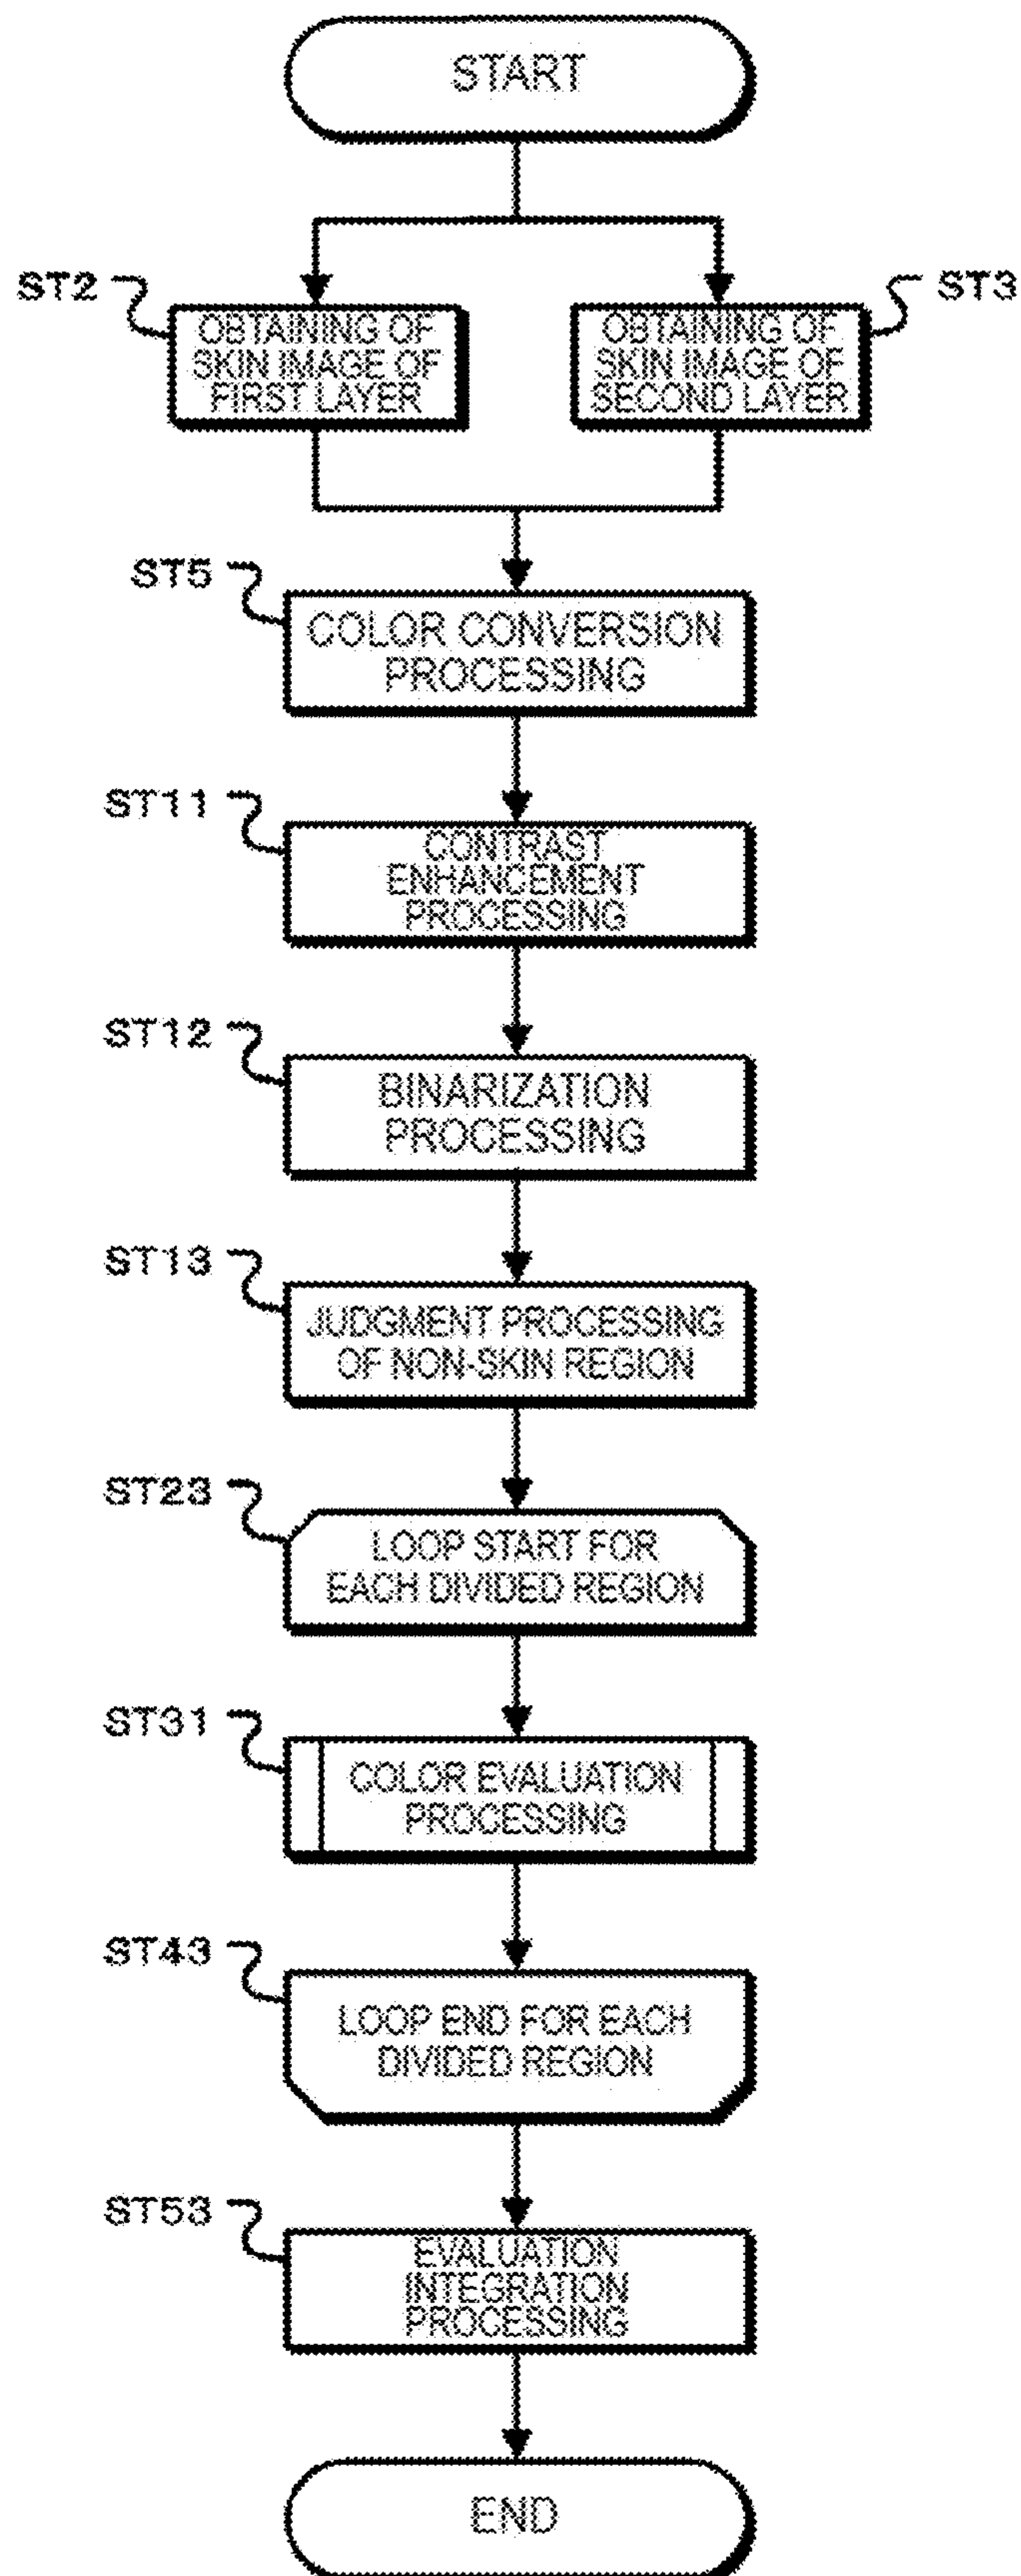 START
ST2
OBTAINING OF
SKIN IMAGE OF
FIRST LAYER
ST3
OBTAINING OF
SKIN IMAGE OF
SECOND LAYER
ST5
COLOR CONVERSION
PROCESSING
ST11
CONTRAST
ENHANCEMENT
PROCESSING
ST12
BINARIZATION
PROCESSING
ST13
JUDGMENT PROCESSING
OF NON-SKIN REGION
ST23
LOOP START FOR
EACH DIVIDED REGION
ST31
COLOR EVALUATION
PROCESSING
ST43
LOOP END FOR EACH
DIVIDED REGION
ST53
EVALUATION
INTEGRATION
PROCESSING
END